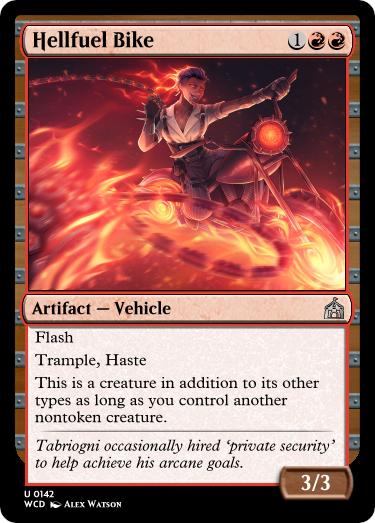 Hellfuel Bike 1
Artifact — Vehicle
Flash
Trample, Haste
This is a creature in addition to its other
types as long as you control another
nontoken creature.
Tabriogni occasionally hired ‘private security’
to help achieve his arcane goals.
3/3
U 0142
WCD Alex Watson